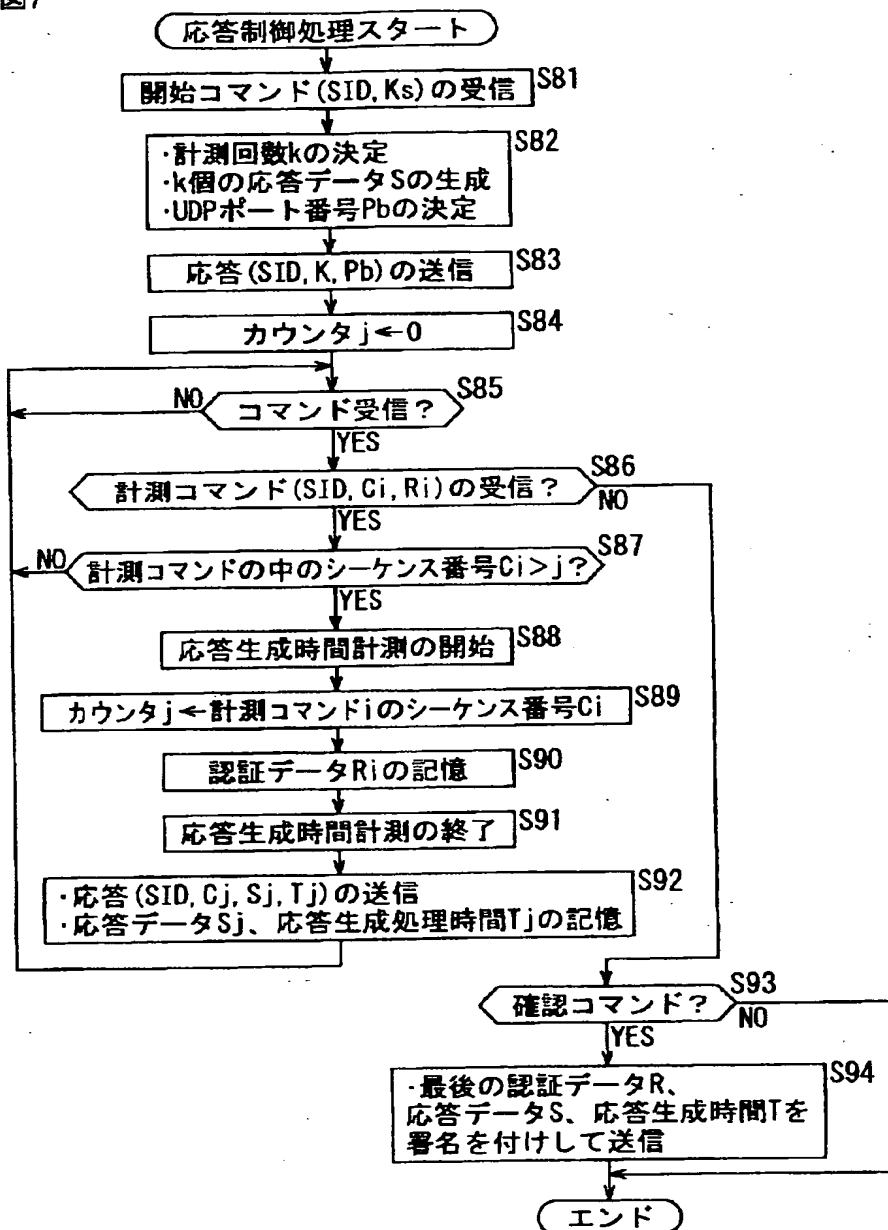 図7
応答制御処理スタート
開始コマンド(SID,Ks)の受信
S81
・計測回数kの決定
・k個の応答データSの生成
・UDPポート番号Pbの決定
S82
応答(SID,K,Pb)の送信
S83
カウンタj←0
S84
コマンド受信?
S85
NO
YES
計測コマンド(SID,Ci,Ri)の受信?
S86
NO
YES
計測コマンドの中のシーケンス番号Ci>j?
S87
NO
YES
応答生成時間計測の開始
S88
カウンタj←計測コマンドiのシーケンス番号Ci
S89
認証データRiの記憶
S90
応答生成時間計測の終了
S91
・応答(SID,Cj,Sj,Tj)の送信
・応答データSj、応答生成処理時間Tjの記憶
S92
確認コマンド?
S93
NO
YES
・最後の認証データR、
応答データS、応答生成時間Tを
署名を付けして送信
S94
エンド